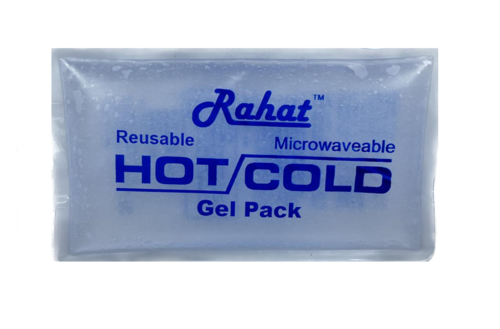 Rahat™
Reusable Microwaveable
HOT/COLD
Gel Pack